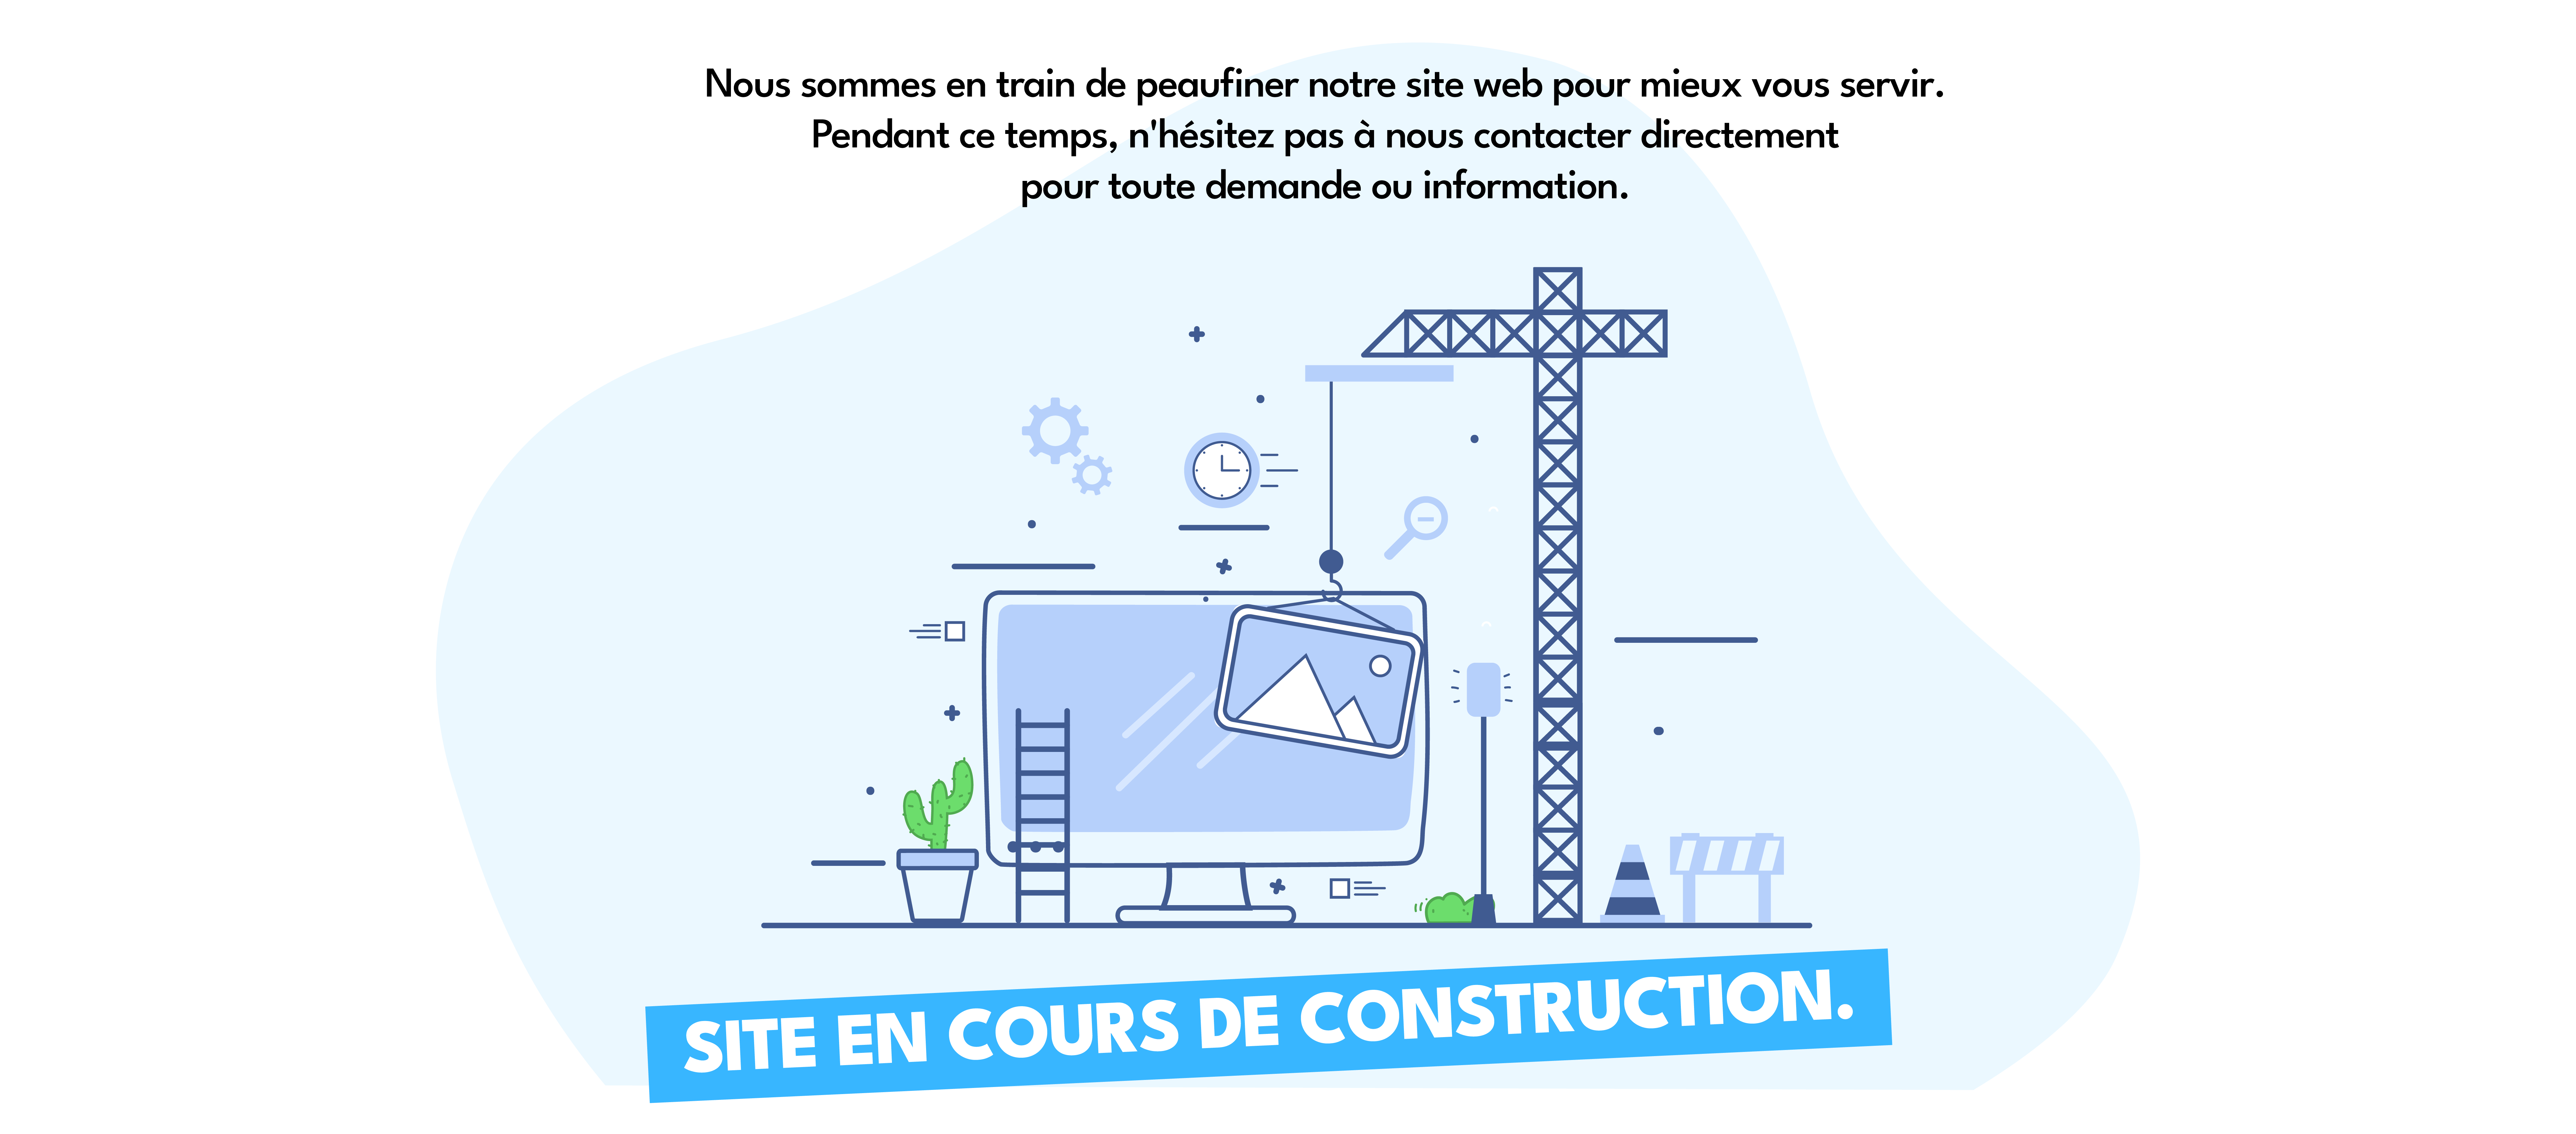 Nous sommes en train de peaufiner notre site web pour mieux vous servir.
Pendant ce temps, n'hésitez pas à nous contacter directement
pour toute demande ou information.
SITE EN COURS DE CONSTRUCTION.